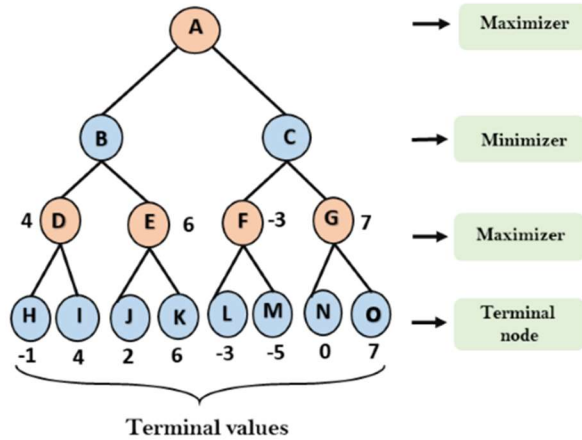 A
Maximizer
B
C
Minimizer
4 D
E 6
F -3
G 7
Maximizer
H
I
J
K
L
M
N
O
Terminal
node
-1
4
2
6
-3
-5
0
7
Terminal values